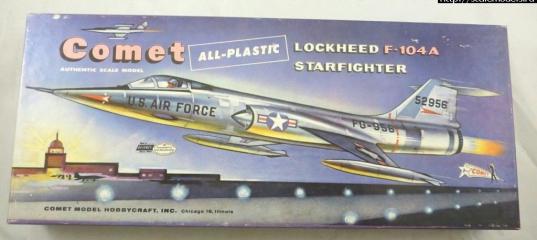 Comet
AUTHENTIC SCALE MODEL
ALL-PLASTIC
LOCKHEED F-104A
STARFIGHTER
U.S. AIR FORCE
52956
FG-956
COMET
COMET MODEL HOBBYCRAFT, INC. Chicago 16, Illinois